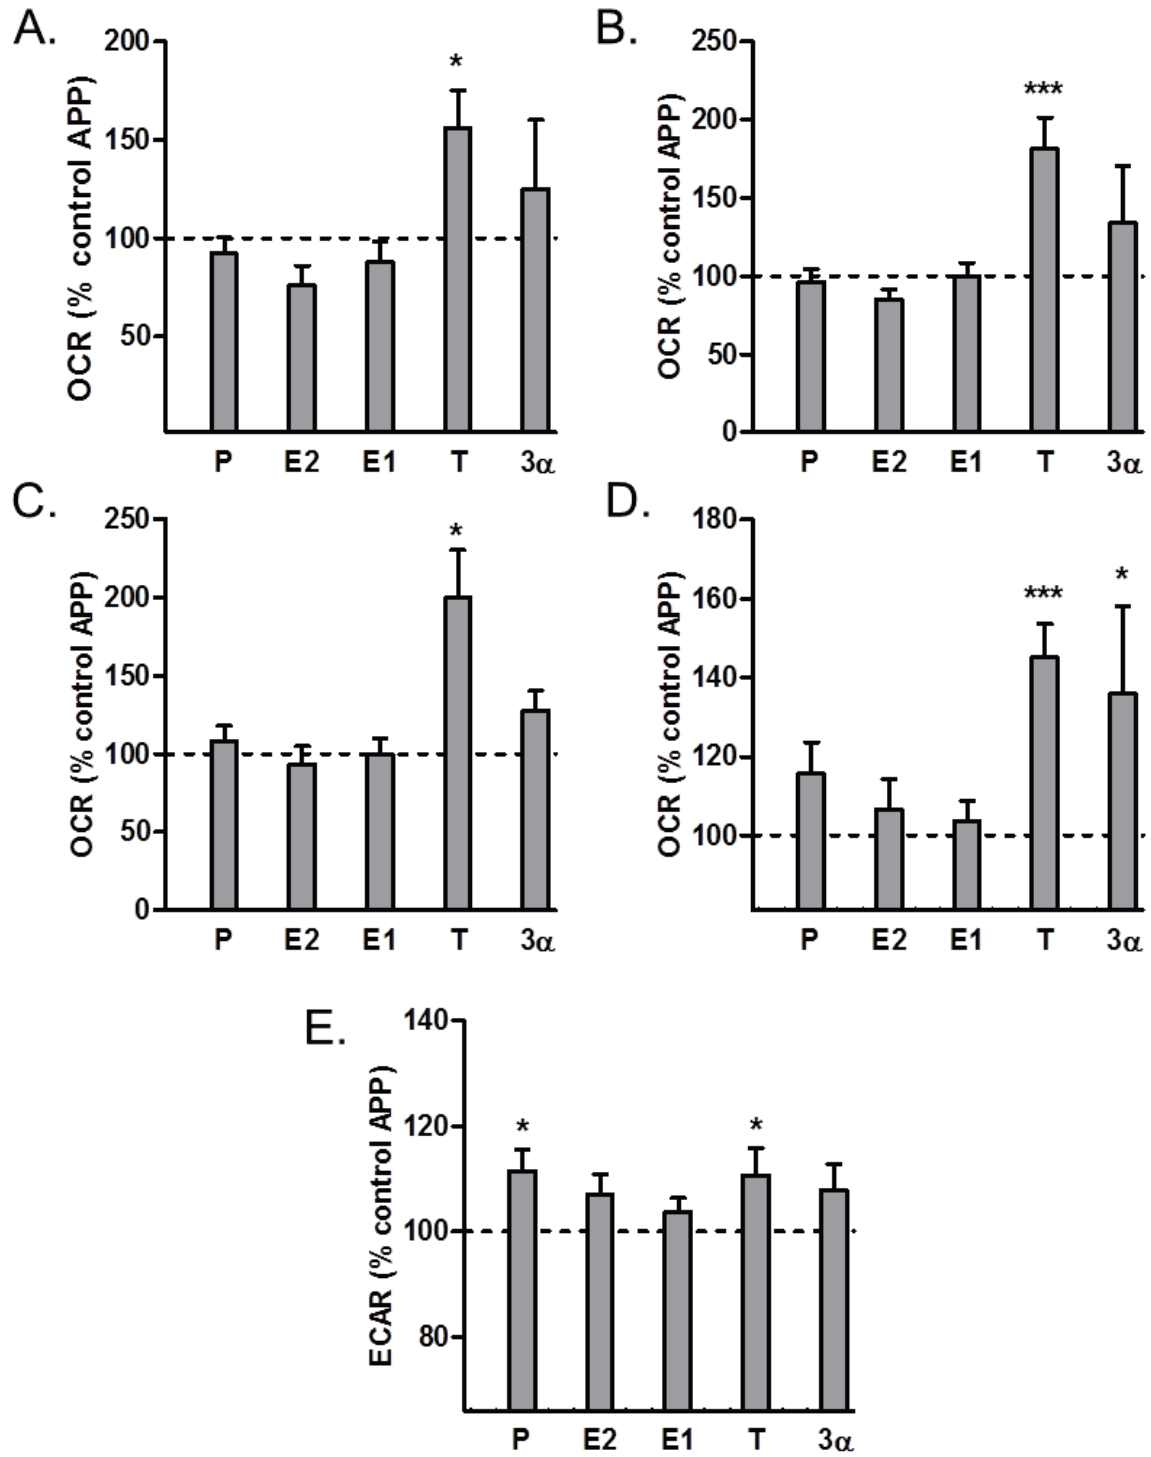 A.
OCR (% control APP)
200
150
100
50
*
P E2 E1 T 3α
B.
OCR (% control APP)
250
200
150
100
50
0
***
P E2 E1 T 3α
C.
OCR (% control APP)
250
200
150
100
50
0
*
P E2 E1 T 3α
D.
OCR (% control APP)
180
160
140
120
100
***
*
P E2 E1 T 3α
E.
ECAR (% control APP)
140
120
100
80
* *
P E2 E1 T 3α